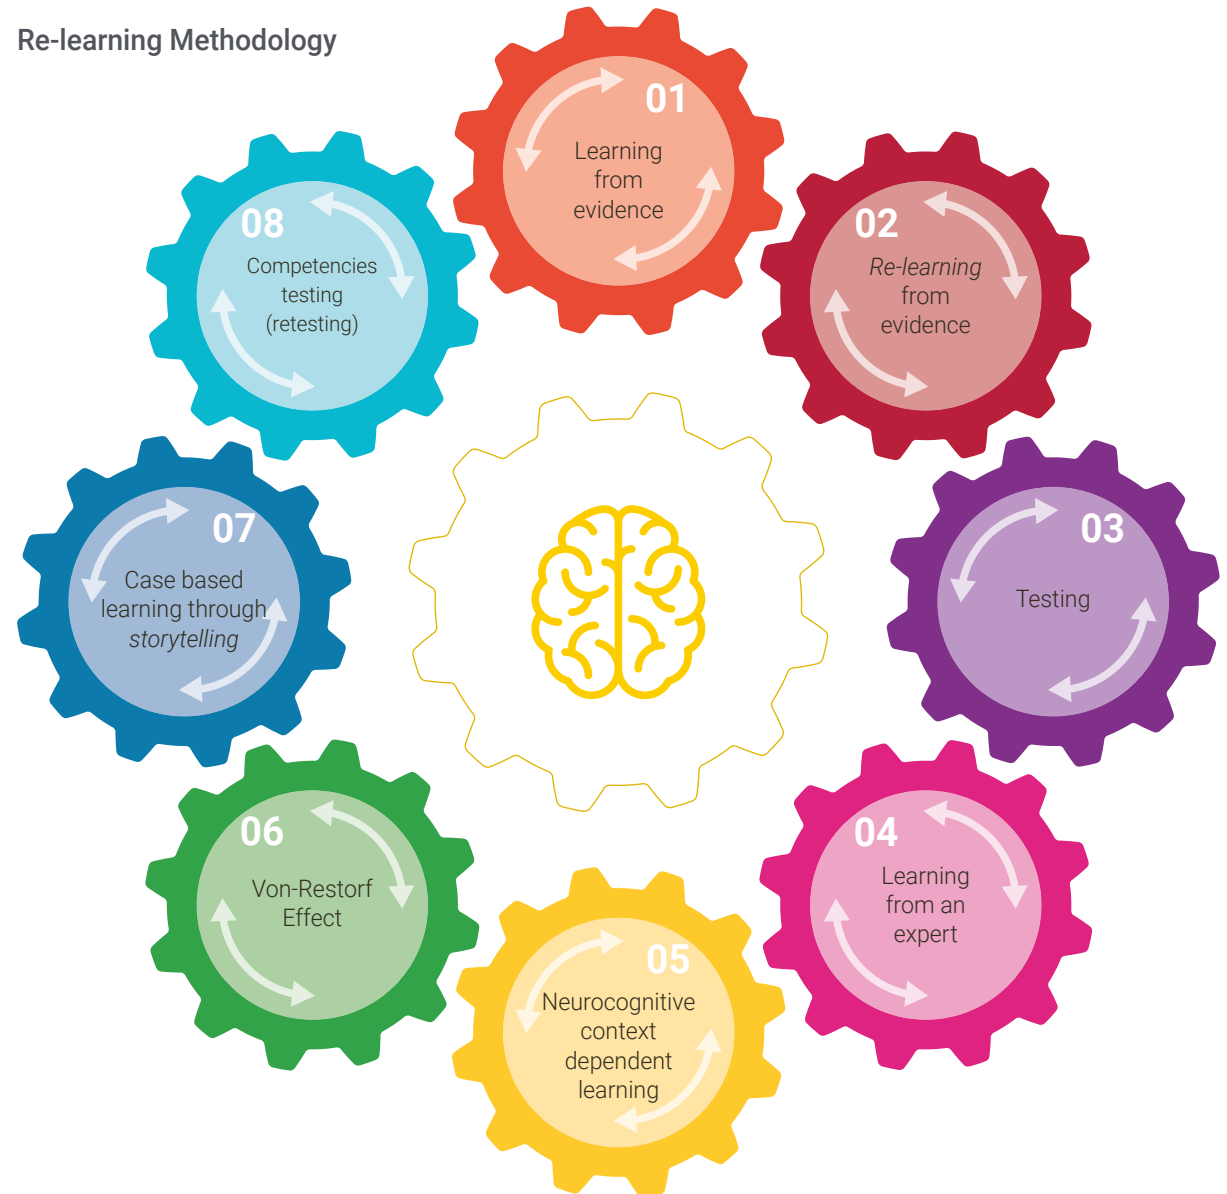 Re-learning Methodology
01
Learning
from
evidence
02
Re-learning
from
evidence
03
Testing
04
Learning
from an
expert
05
Neurocognitive
context
dependent
learning
06
Von-Restorf
Effect
07
Case based
learning through
storytelling
08
Competencies
testing
(retesting)